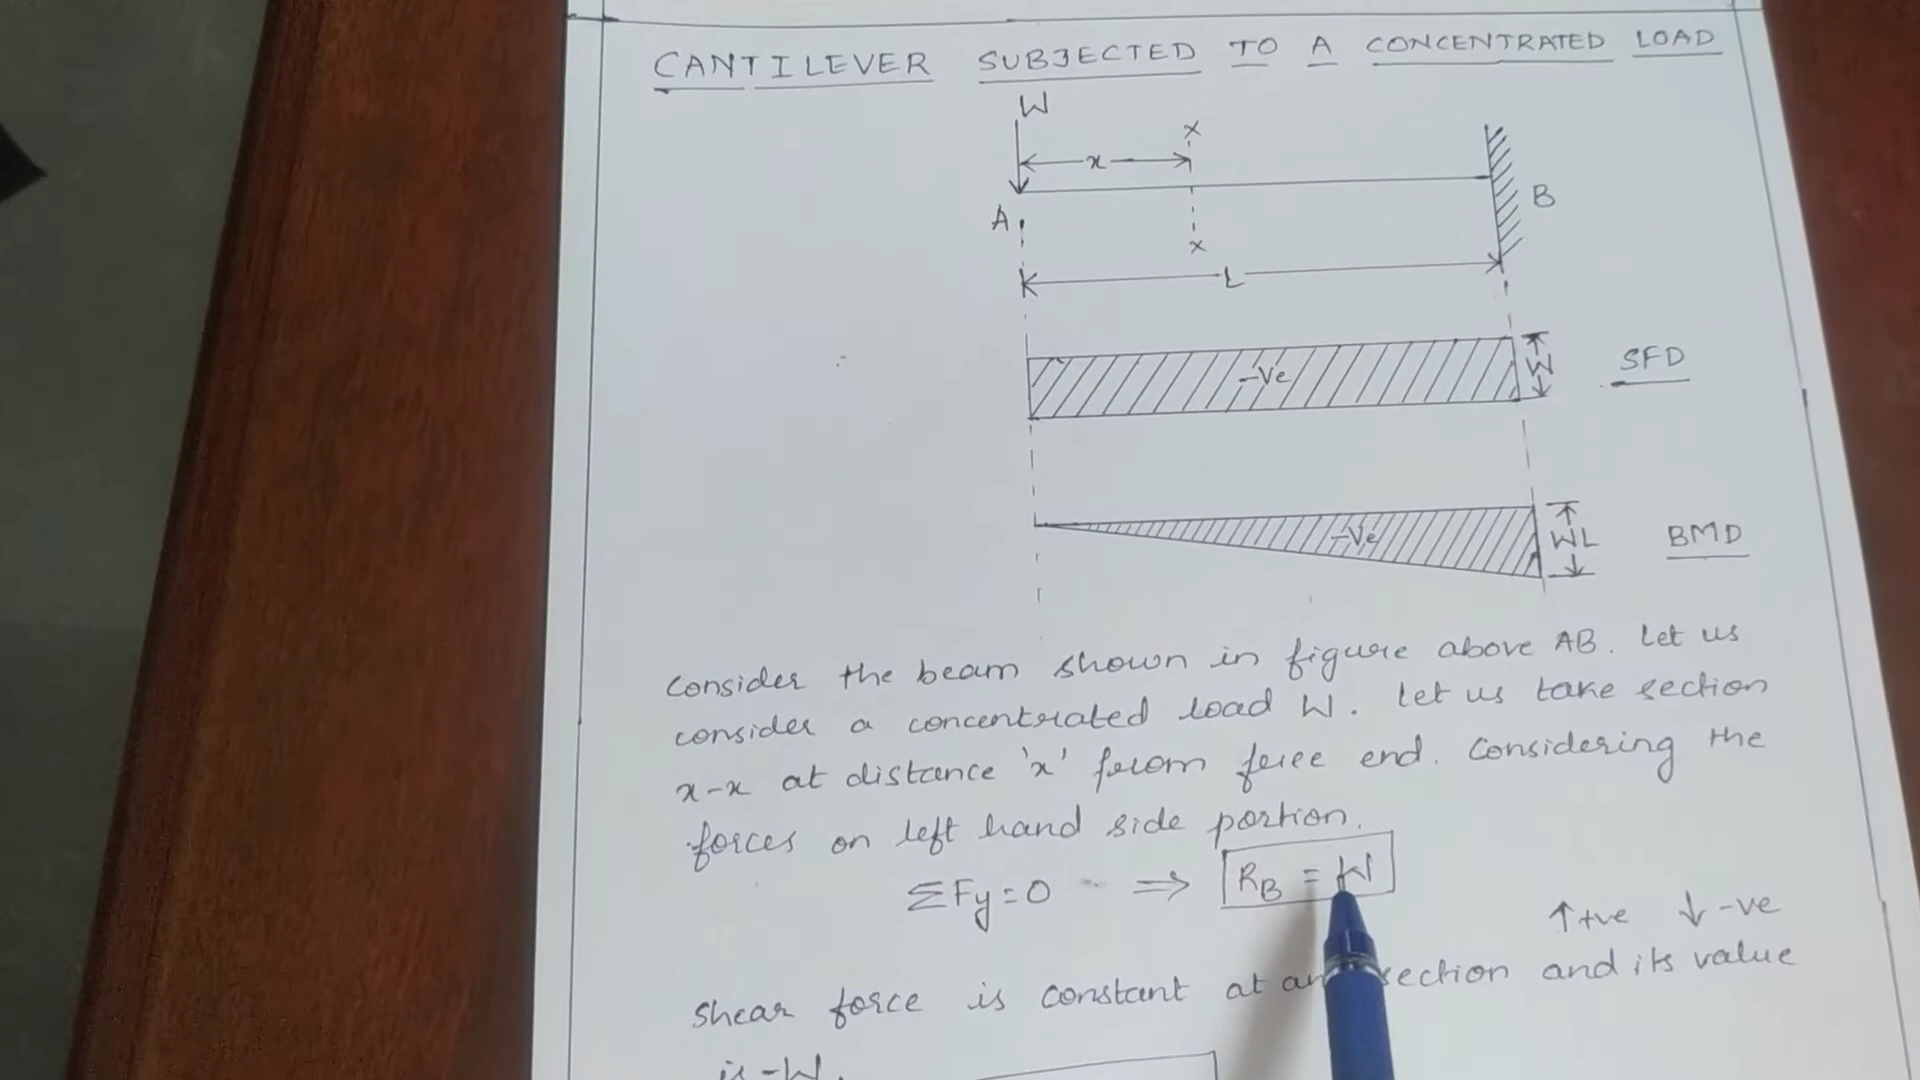 CANTILEVER SUBJECTED TO A CONCENTRATED LOAD
W
x
x
A
B
x
L
-Ve
W
SFD
-Ve
WL
BMD
consider the beam shown in figure above AB. Let us
consider a concentrated load W. Let us take section
x-x at distance 'x' from free end. Considering the
forces on left hand side portion.
ΣFy = 0 ⇒ RB = W
↑ +ve ↓ -ve
Shear force is constant at section and its value
is -W.